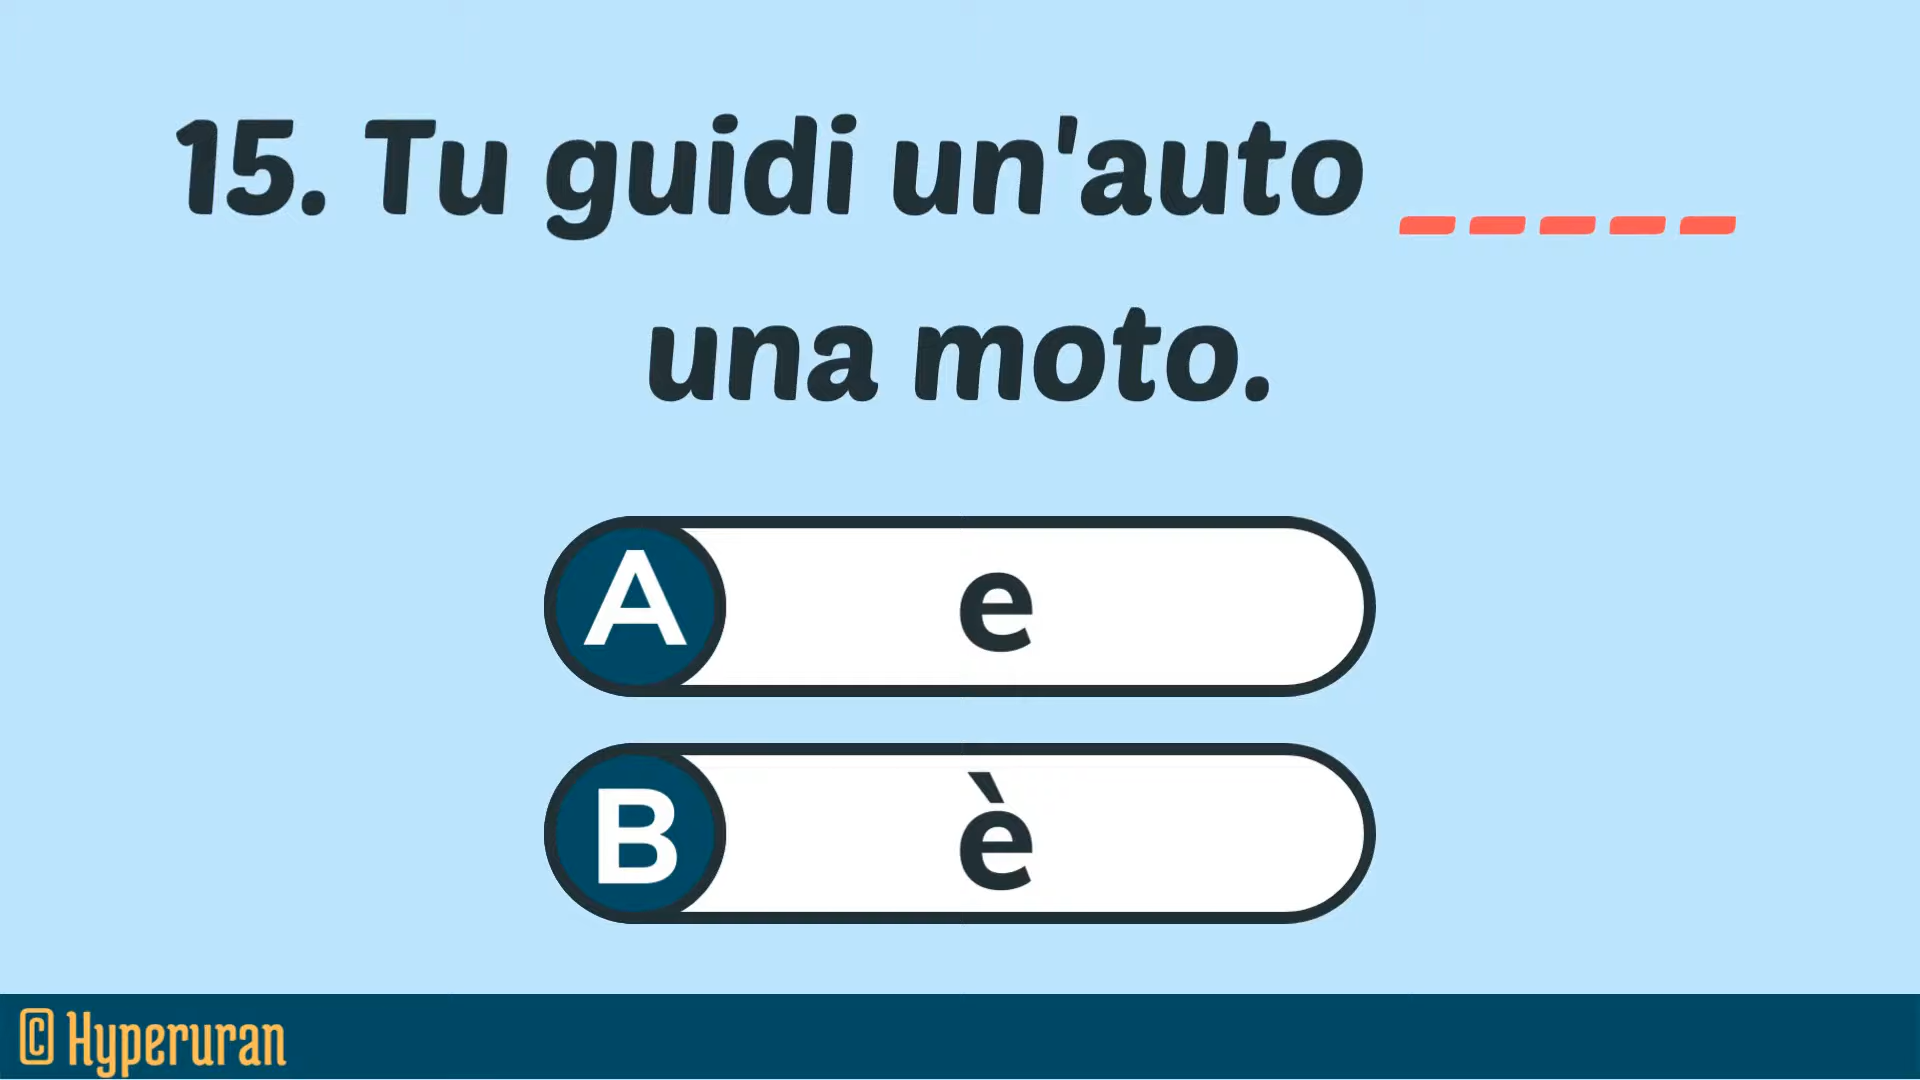 15. Tu guidi un'auto _____
una moto.
A e
B è
© Hyperuran